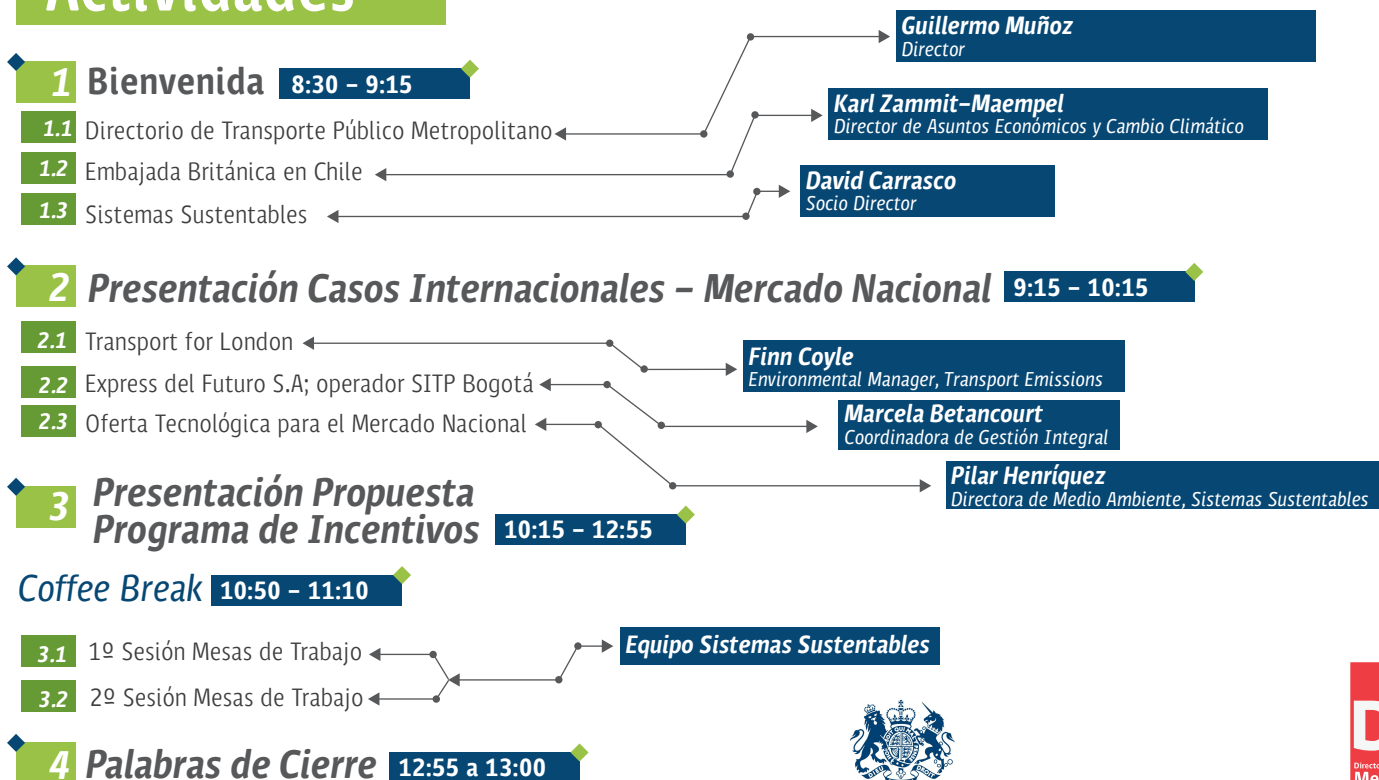 Actividades
Guillermo Muñoz
Director
1 Bienvenida 8:30 – 9:15
Karl Zammit–Maempel
Director de Asuntos Económicos y Cambio Climático
1.1 Directorio de Transporte Público Metropolitano
1.2 Embajada Británica en Chile
David Carrasco
Socio Director
1.3 Sistemas Sustentables
2 Presentación Casos Internacionales – Mercado Nacional 9:15 – 10:15
2.1 Transport for London
Finn Coyle
Environmental Manager, Transport Emissions
2.2 Express del Futuro S.A; operador SITP Bogotá
Marcela Betancourt
Coordinadora de Gestión Integral
2.3 Oferta Tecnológica para el Mercado Nacional
Pilar Henríquez
Directora de Medio Ambiente, Sistemas Sustentables
3 Presentación Propuesta
Programa de Incentivos 10:15 – 12:55
Coffee Break 10:50 – 11:10
3.1 1º Sesión Mesas de Trabajo
Equipo Sistemas Sustentables
3.2 2º Sesión Mesas de Trabajo
4 Palabras de Cierre 12:55 a 13:00